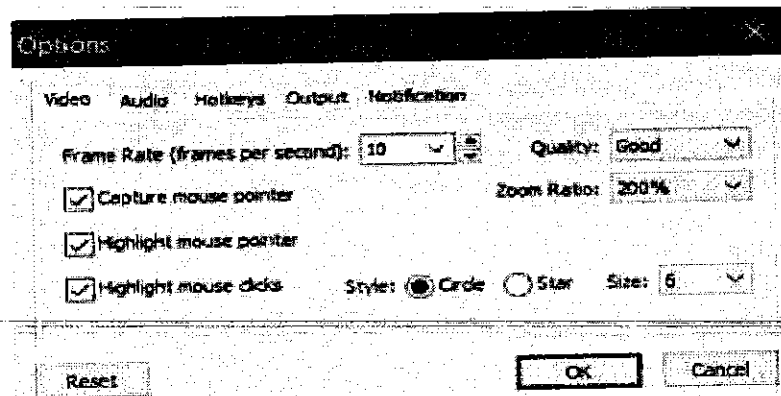 Options
Video Audio Hotkeys Output Notification
Frame Rate (frames per second): 10 Quality: Good
Capture mouse pointer Zoom Ratio: 200%
Highlight mouse pointer
Highlight mouse clicks Style: Circle Star Size: 6
Reset OK Cancel